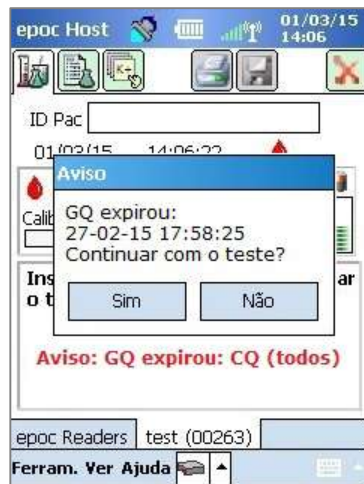 epoc Host 01/03/15
14:06
K+
ID Pac
01/03/15 14:06:22
Aviso
GQ expirou:
27-02-15 17:58:25
Continuar com o teste?
Calib
Sim Não
Ins ar
o t
Aviso: GQ expirou: CQ (todos)
epoc Readers test (00263)
Ferram. Ver Ajuda